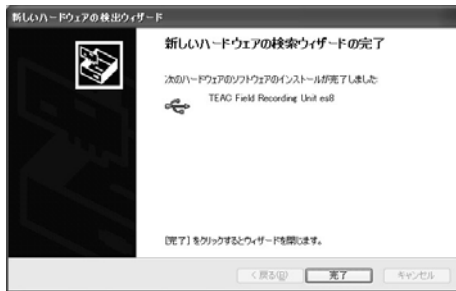 新しいハードウェアの検出ウィザード
新しいハードウェアの検索ウィザードの完了
次のハードウェアのソフトウェアのインストールが完了しました:
TEAC Field Recording Unit es8
[完了] をクリックするとウィザードを閉じます。
< 戻る(B)
完了
キャンセル